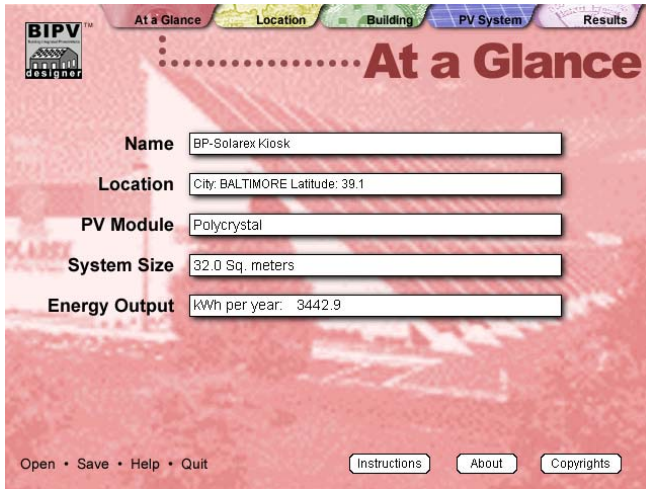 BIPV TM
designer
At a Glance
Location
Building
PV System
Results
At a Glance
Name BP-Solarex Kiosk
Location City: BALTIMORE Latitude: 39.1
PV Module Polycrystal
System Size 32.0 Sq. meters
Energy Output kWh per year: 3442.9
Open • Save • Help • Quit
Instructions
About
Copyrights